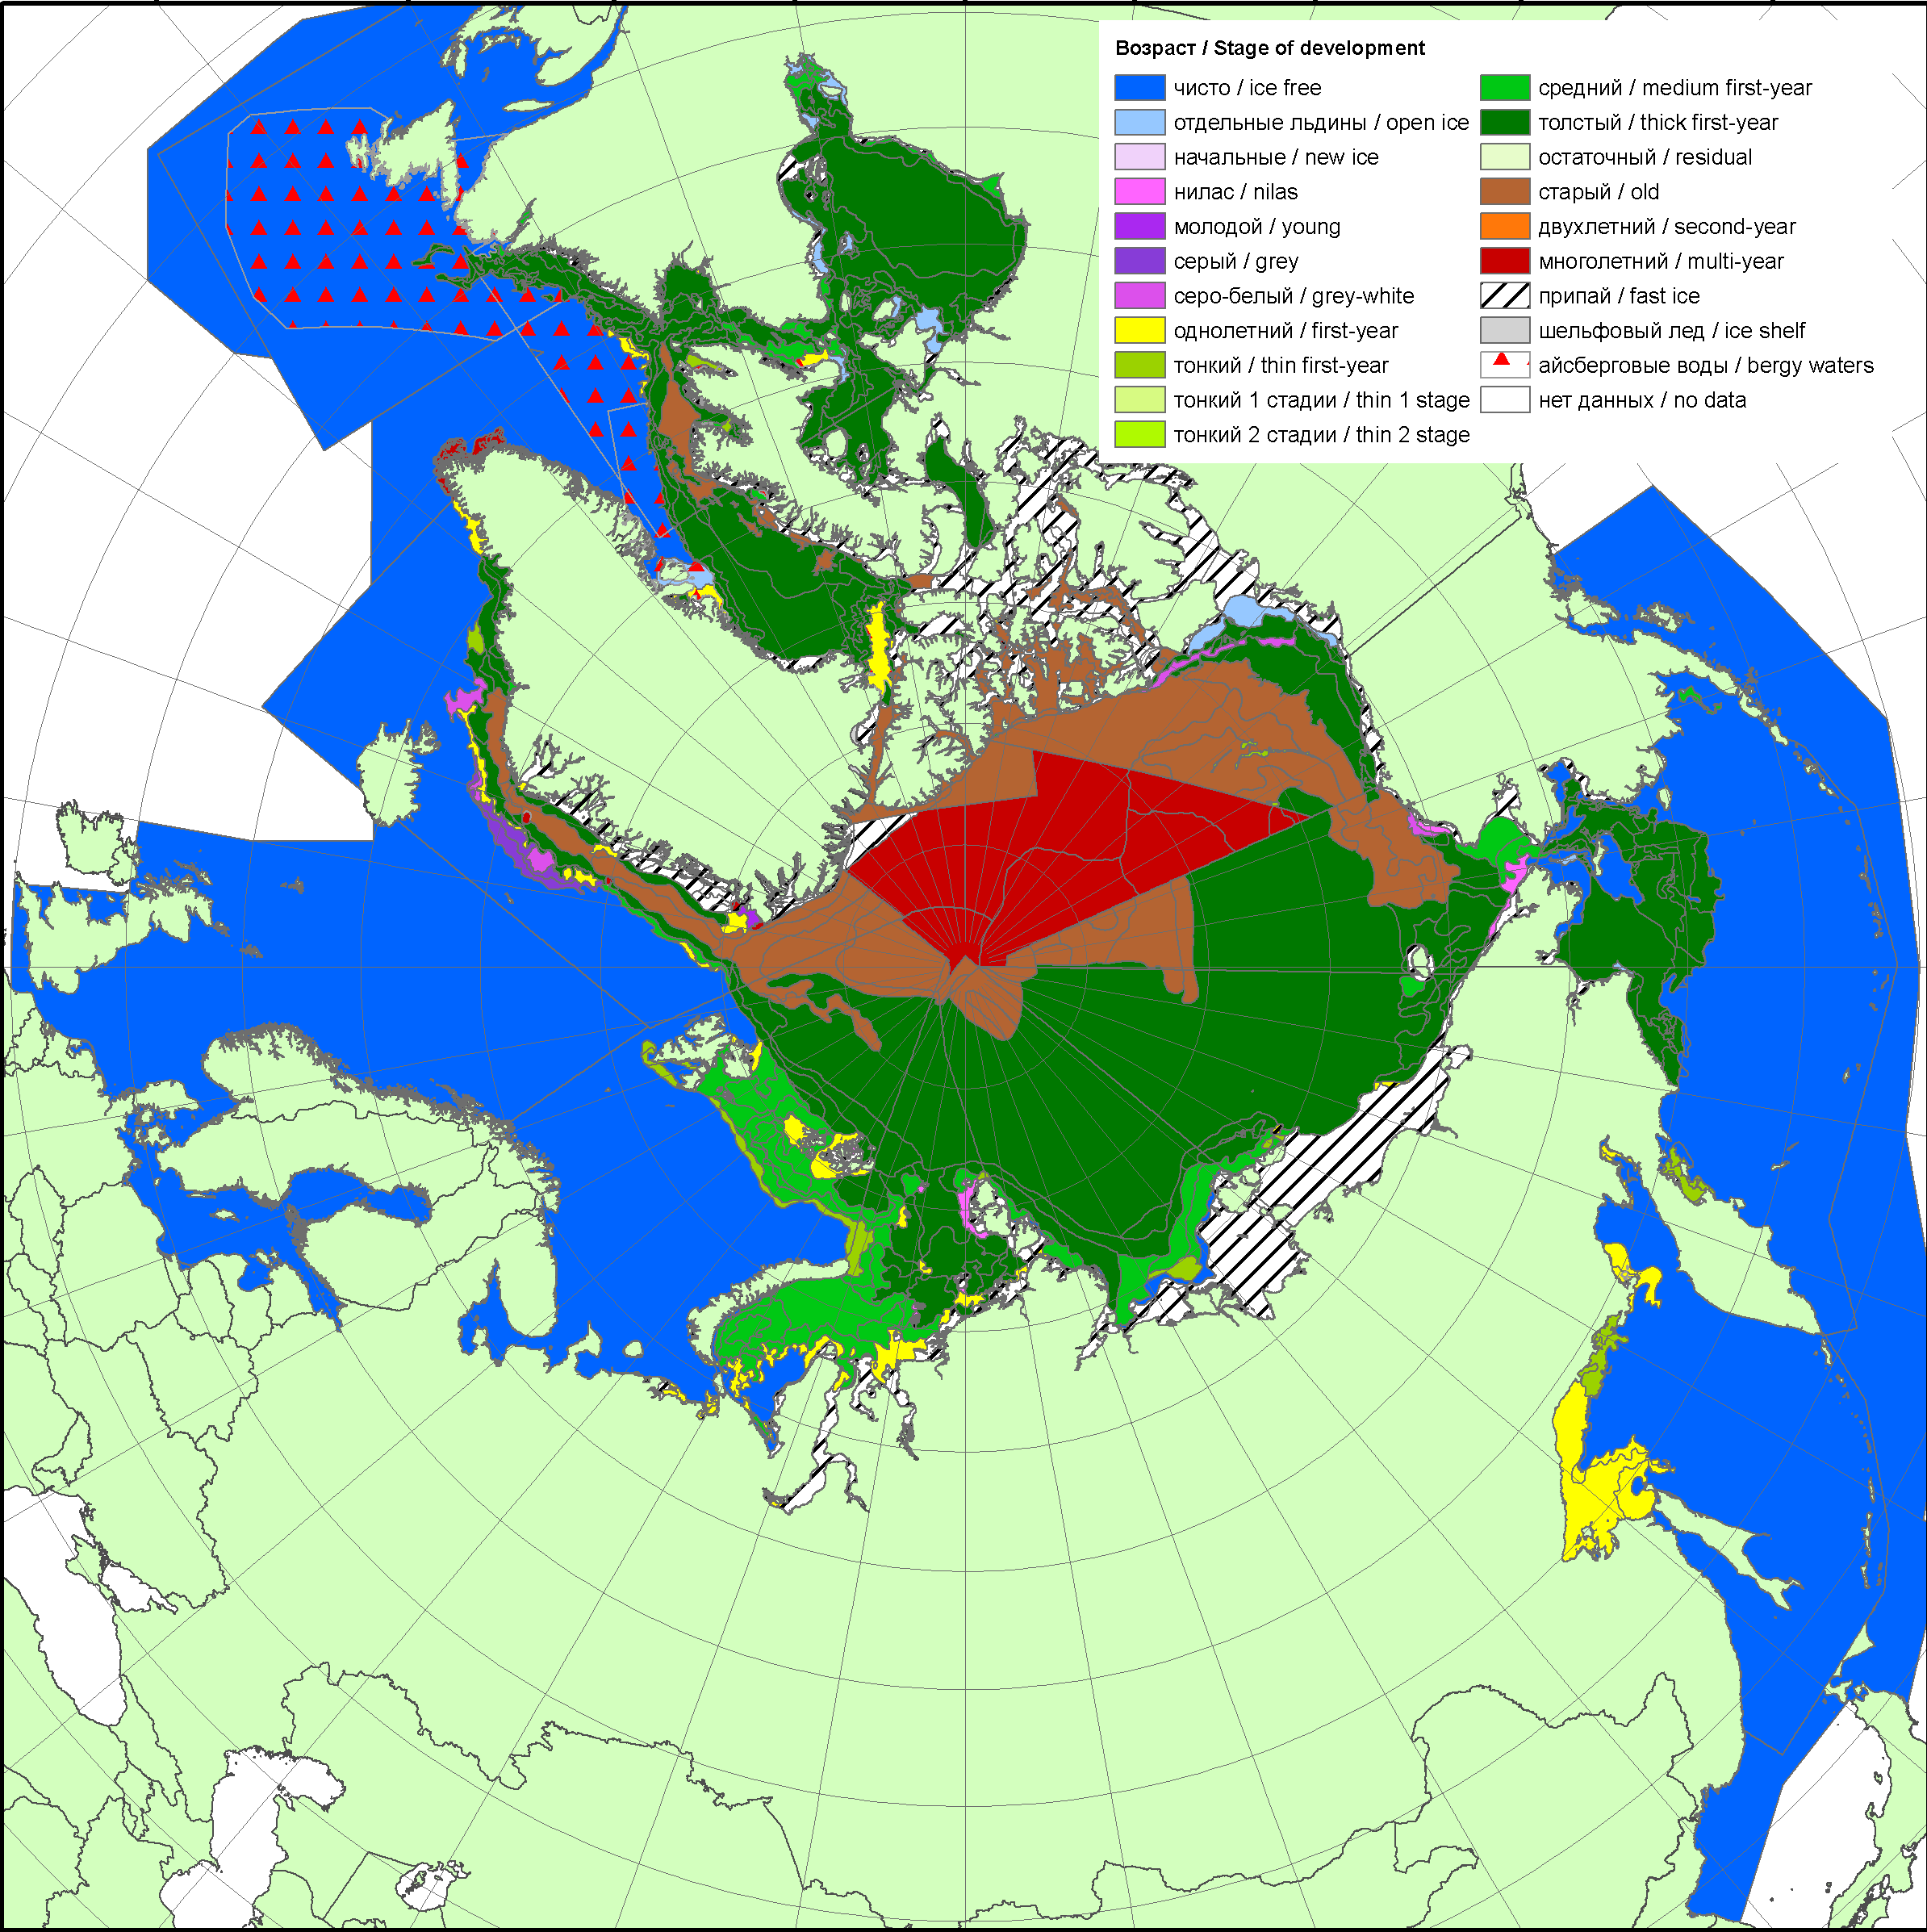 Возраст / Stage of development
чисто / ice free
отдельные льдины / open ice
начальные / new ice
нилас / nilas
молодой / young
серый / grey
серо-белый / grey-white
однолетний / first-year
тонкий / thin first-year
тонкий 1 стадии / thin 1 stage
тонкий 2 стадии / thin 2 stage
средний / medium first-year
толстый / thick first-year
остаточный / residual
старый / old
двухлетний / second-year
многолетний / multi-year
припай / fast ice
шельфовый лед / ice shelf
айсберговые воды / bergy waters
нет данных / no data